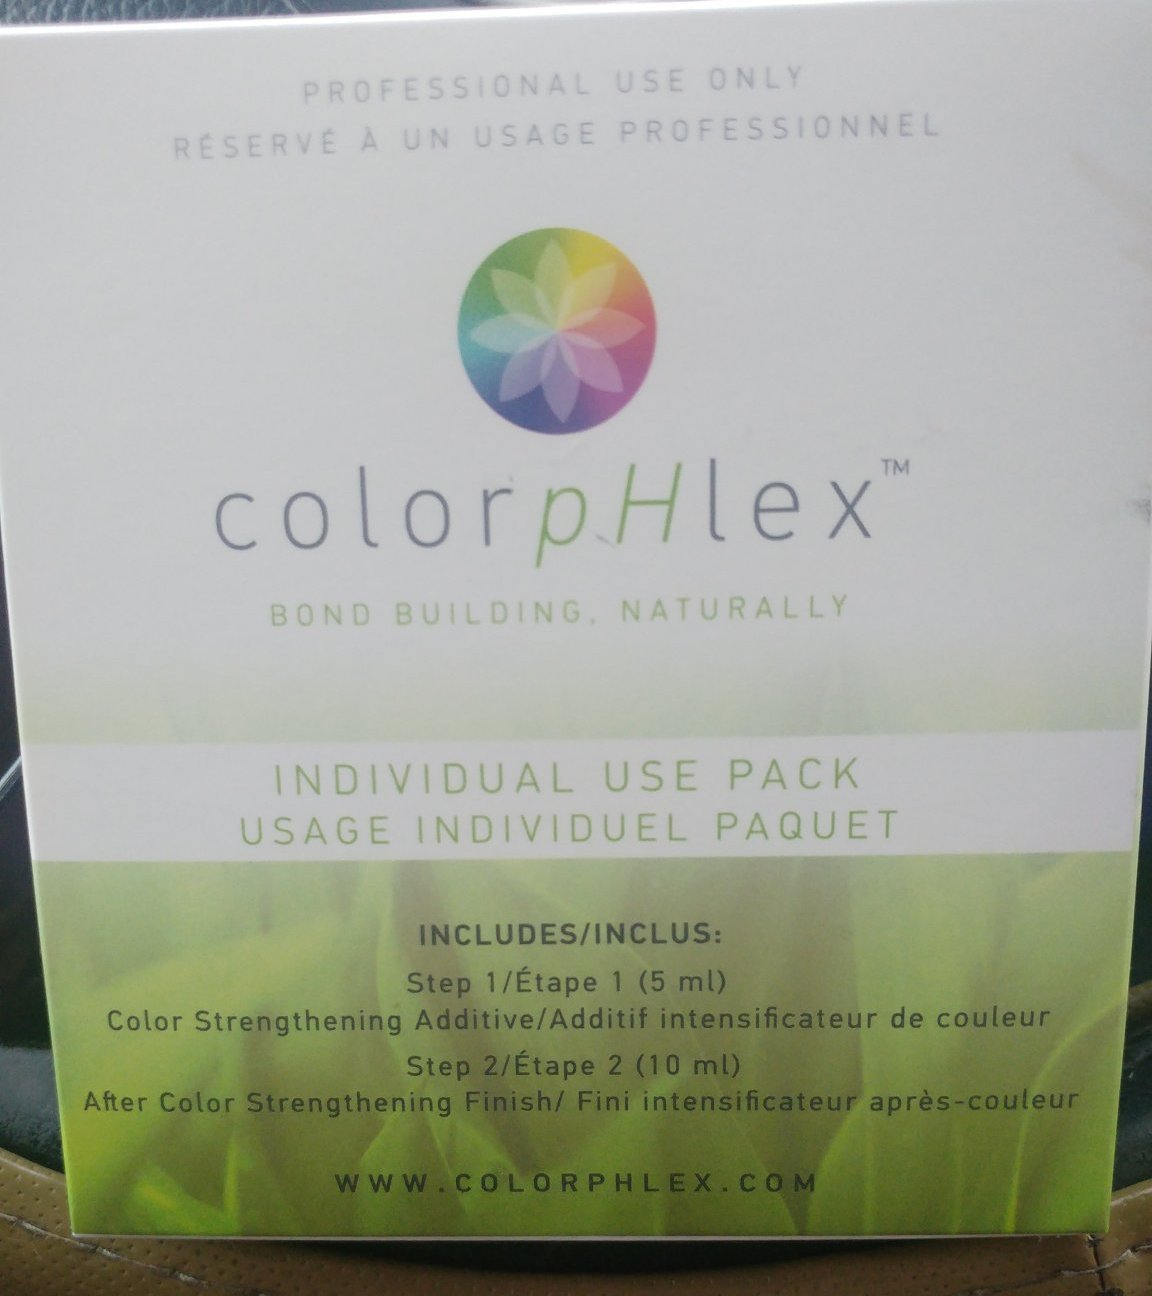 PROFESSIONAL USE ONLY
RÉSERVÉ À UN USAGE PROFESSIONNEL
colorpHlex™
BOND BUILDING, NATURALLY
INDIVIDUAL USE PACK
USAGE INDIVIDUEL PAQUET
INCLUDES/INCLUS:
Step 1/Étape 1 (5 ml)
Color Strengthening Additive/Additif intensificateur de couleur
Step 2/Étape 2 (10 ml)
After Color Strengthening Finish/ Fini intensificateur après-couleur
WWW.COLORPHLEX.COM